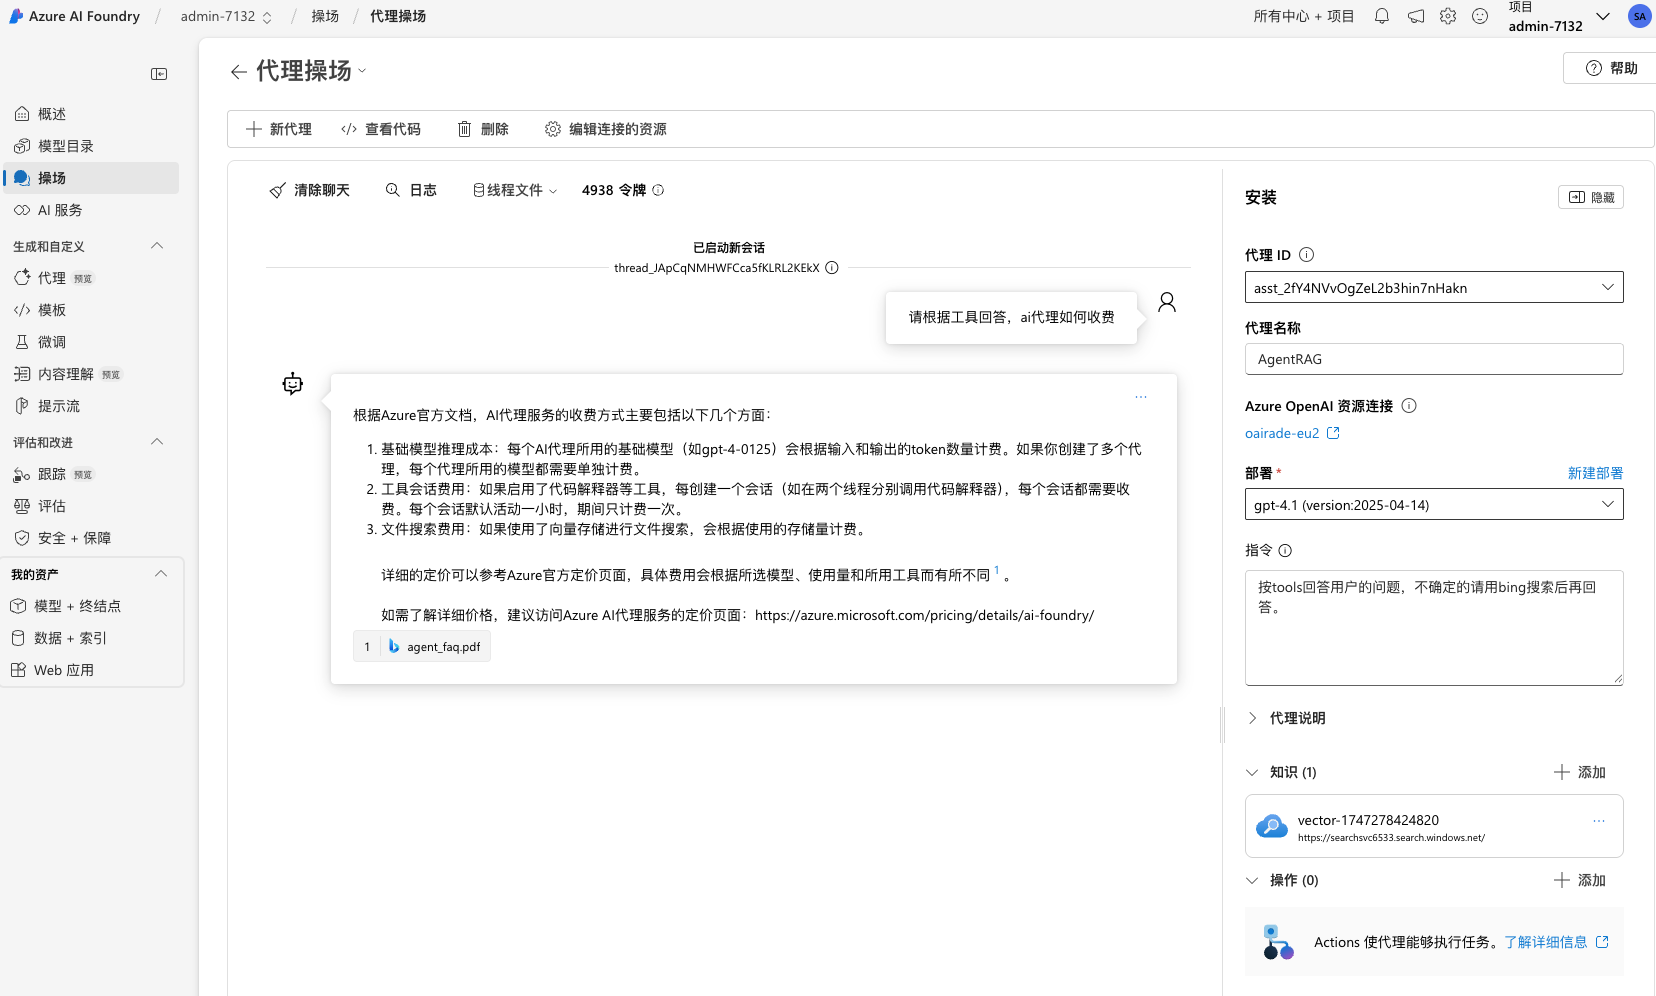 Azure AI Foundry / admin-7132 / 操场 / 代理操场
所有中心 + 项目
项目
admin-7132
SA
概述
模型目录
操场
AI 服务
生成和自定义
代理 预览
模板
微调
内容理解 预览
提示流
评估和改进
跟踪 预览
评估
安全 + 保障
我的资产
模型 + 终结点
数据 + 索引
Web 应用
代理操场
帮助
新代理
查看代码
删除
编辑连接的资源
清除聊天
日志
线程文件
4938 令牌
已启动新会话
thread_JApCqNMHWFCca5fKLRL2KEkX
请根据工具回答，ai代理如何收费
...
根据Azure官方文档，AI代理服务的收费方式主要包括以下几个方面：
1. 基础模型推理成本：每个AI代理所用的基础模型（如gpt-4-0125）会根据输入和输出的token数量计费。如果你创建了多个代
理，每个代理所用的模型都需要单独计费。
2. 工具会话费用：如果启用了代码解释器等工具，每创建一个会话（如在两个线程分别调用代码解释器），每个会话都需要收
费。每个会话默认活动一小时，期间只计费一次。
3. 文件搜索费用：如果使用了向量存储进行文件搜索，会根据使用的存储量计费。
详细的定价可以参考Azure官方定价页面，具体费用会根据所选模型、使用量和所用工具而有所不同 1 。
如需了解详细价格，建议访问Azure AI代理服务的定价页面：https://azure.microsoft.com/pricing/details/ai-foundry/
1 agent_faq.pdf
安装
隐藏
代理 ID
asst_2fY4NVvOgZeL2b3hin7nHakn
代理名称
AgentRAG
Azure OpenAI 资源连接
oairade-eu2
部署 *
新建部署
gpt-4.1 (version:2025-04-14)
指令
按tools回答用户的问题，不确定的请用bing搜索后再回
答。
代理说明
知识 (1)
添加
vector-1747278424820
...
https://searchsvc6533.search.windows.net/
操作 (0)
添加
Actions 使代理能够执行任务。了解详细信息